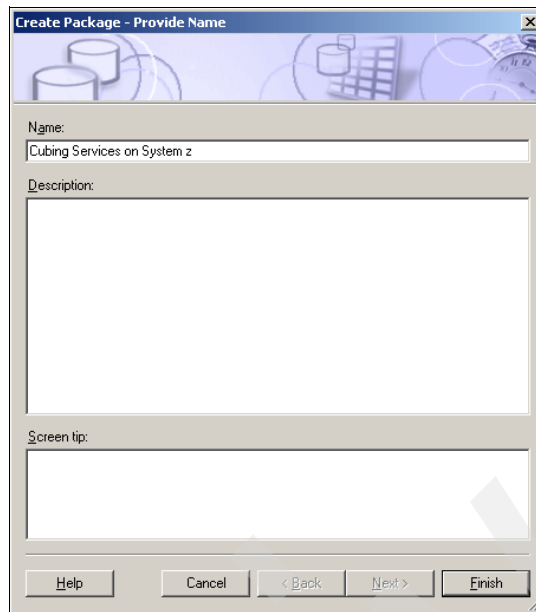 Create Package - Provide Name
Name:
Cubing Services on System z
Description:
Screen tip:
Help Cancel < Back Next > Finish